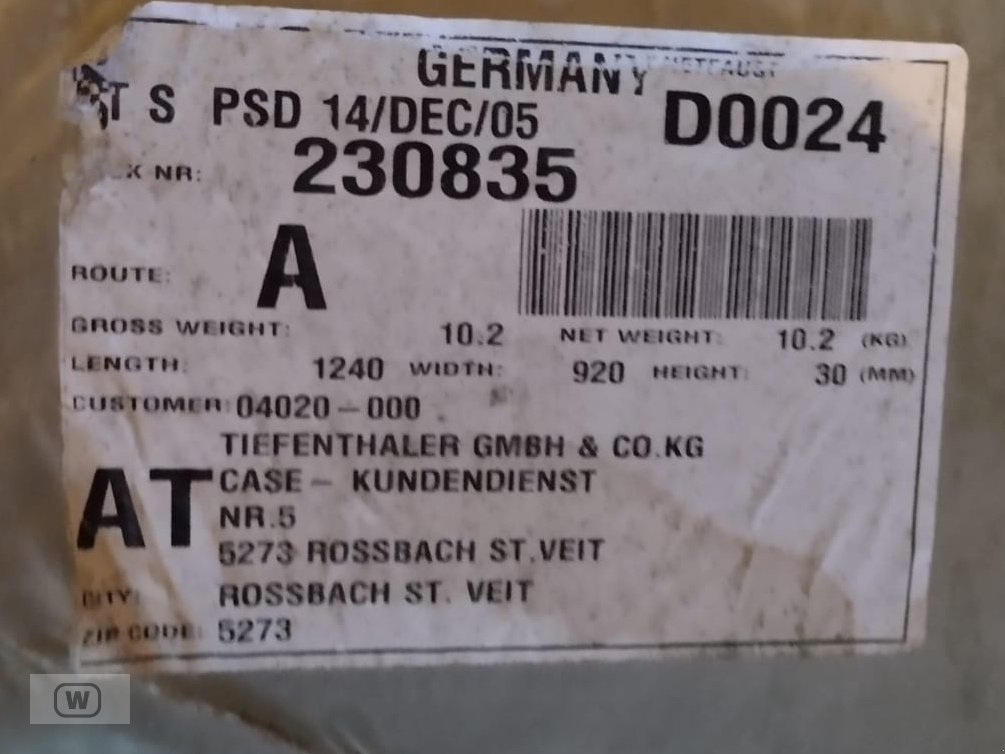 GERMANY
T S PSD 14/DEC/05 D0024
K NR: 230835
ROUTE: A
GROSS WEIGHT: 10.2 NET WEIGHT: 10.2 (KG)
LENGTH: 1240 WIDTH: 920 HEIGHT: 30 (MM)
CUSTOMER: 04020-000
TIEFENTHALER GMBH & CO.KG
AT CASE - KUNDENDIENST
NR.5
5273 ROSSBACH ST.VEIT
CITY: ROSSBACH ST. VEIT
ZIP CODE: 5273
W